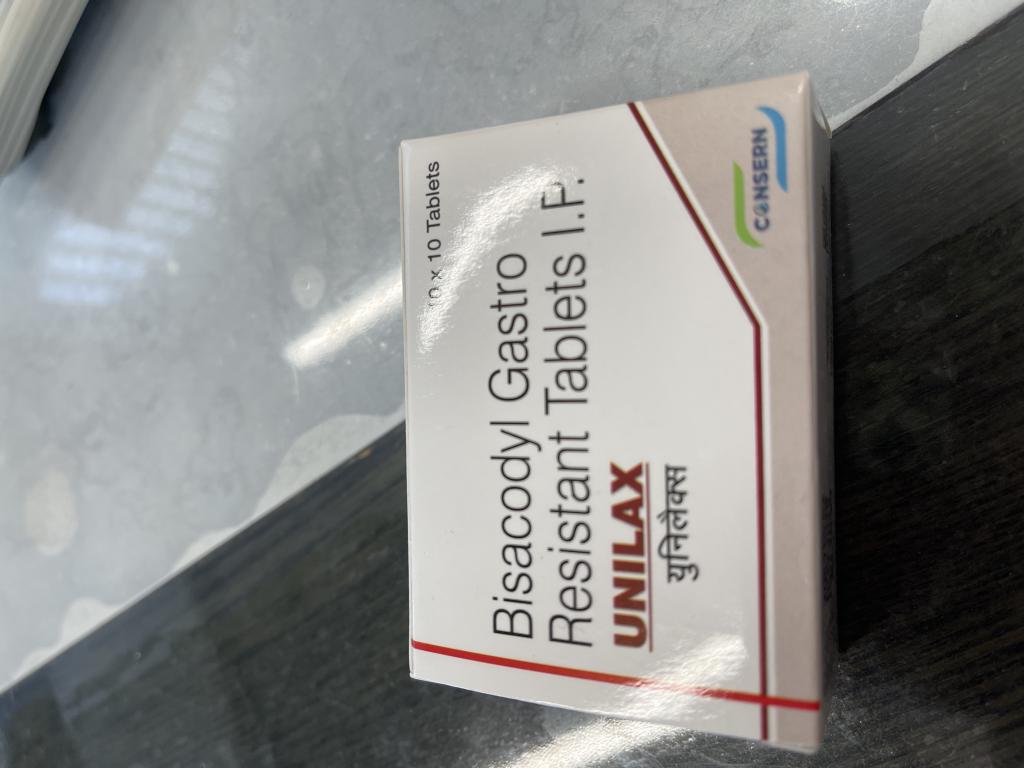 10 x 10 Tablets
Bisacodyl Gastro
Resistant Tablets I.P.
UNILAX
युनिलैक्स
CONSERN